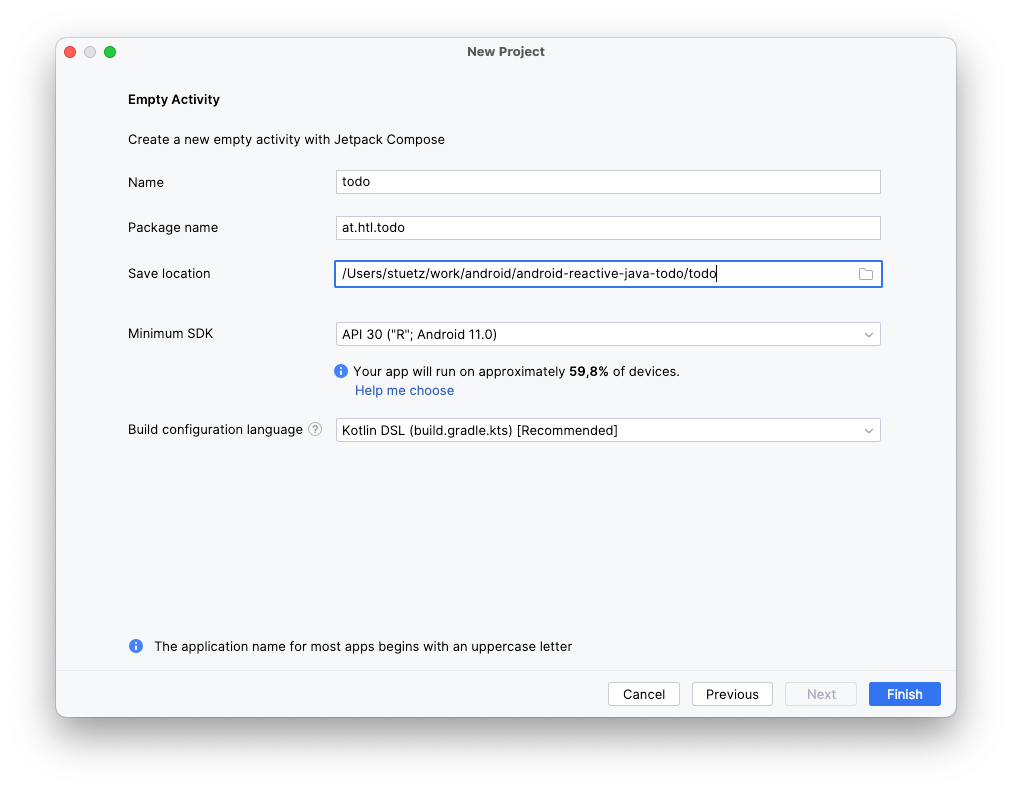 New Project
Empty Activity
Create a new empty activity with Jetpack Compose
Name todo
Package name at.htl.todo
Save location /Users/stuetz/work/android/android-reactive-java-todo/todo
Minimum SDK API 30 ("R"; Android 11.0)
Your app will run on approximately 59,8% of devices.
Help me choose
Build configuration language ? Kotlin DSL (build.gradle.kts) [Recommended]
The application name for most apps begins with an uppercase letter
Cancel Previous Next Finish